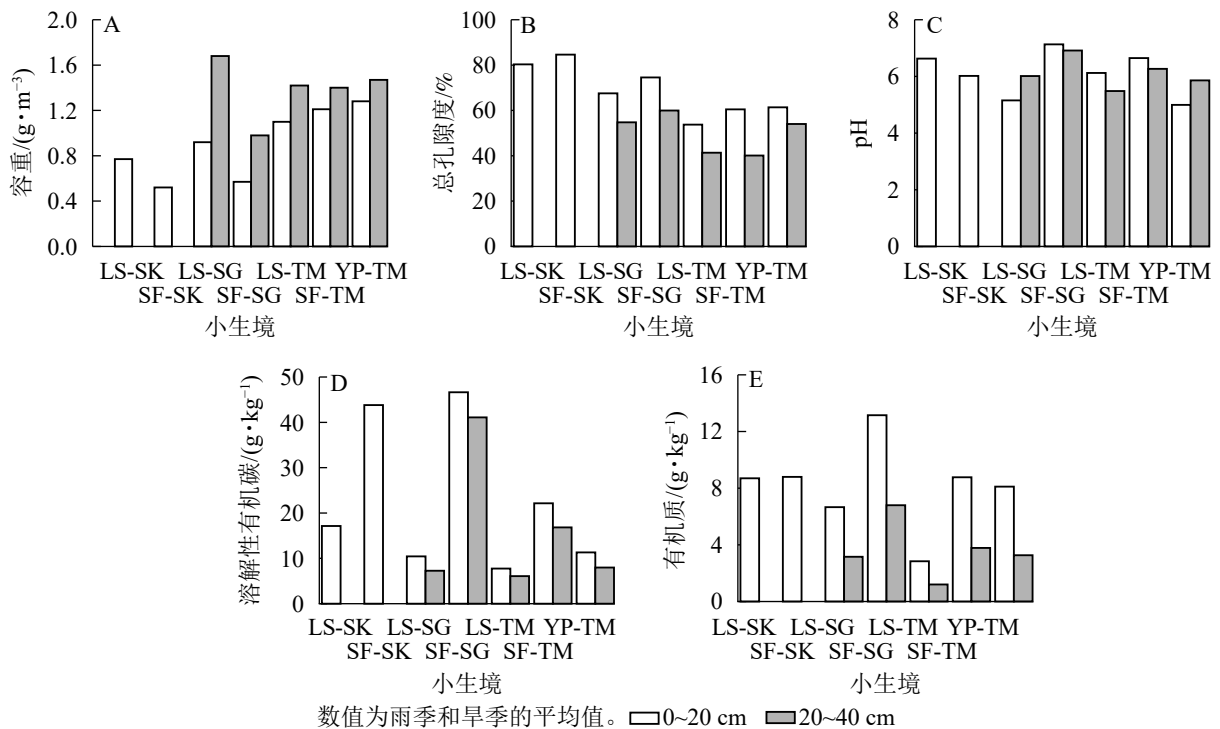 A
容重/(g·m⁻³)
2.0
1.6
1.2
0.8
0.4
0.0
LS-SK LS-SG LS-TM YP-TM
SF-SK SF-SG SF-TM
小生境
B
总孔隙度/%
100
80
60
40
20
0
LS-SK LS-SG LS-TM YP-TM
SF-SK SF-SG SF-TM
小生境
C
pH
8
6
4
2
0
LS-SK LS-SG LS-TM YP-TM
SF-SK SF-SG SF-TM
小生境
D
溶解性有机碳/(g·kg⁻¹)
50
40
30
20
10
0
LS-SK LS-SG LS-TM YP-TM
SF-SK SF-SG SF-TM
小生境
E
有机质/(g·kg⁻¹)
16
12
8
4
0
LS-SK LS-SG LS-TM YP-TM
SF-SK SF-SG SF-TM
小生境
数值为雨季和旱季的平均值。 0~20 cm 20~40 cm